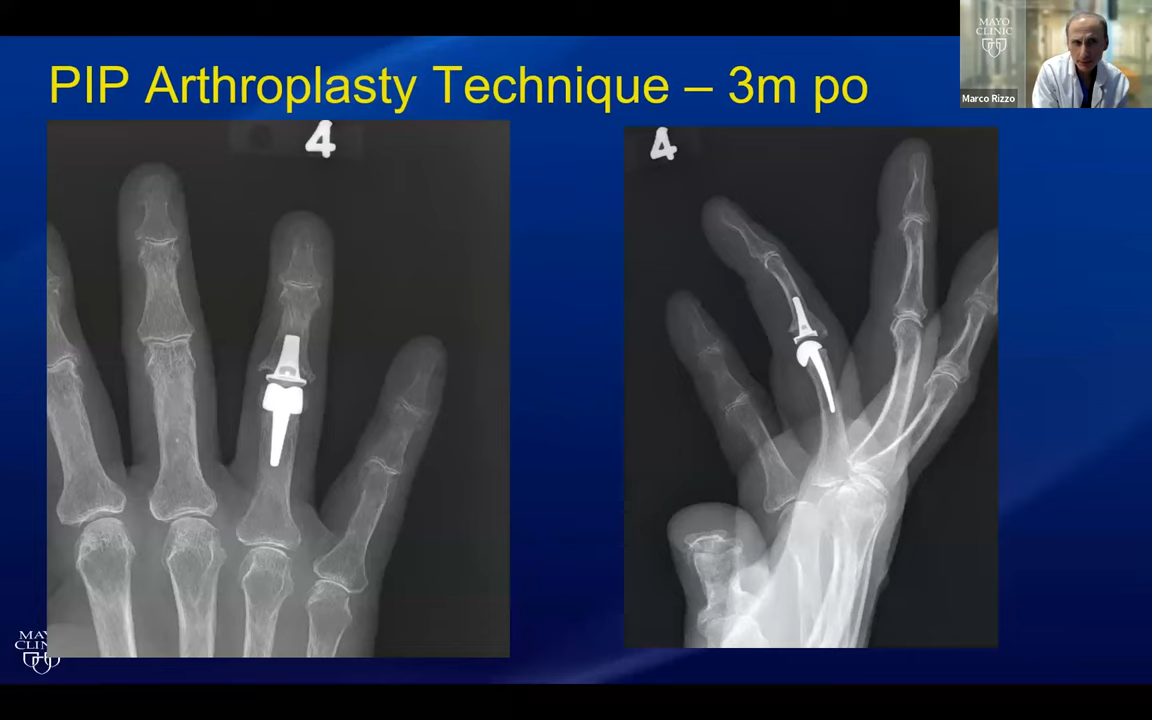 MAYO
CLINIC
PIP Arthroplasty Technique – 3m po
Marco Rizzo
4
4